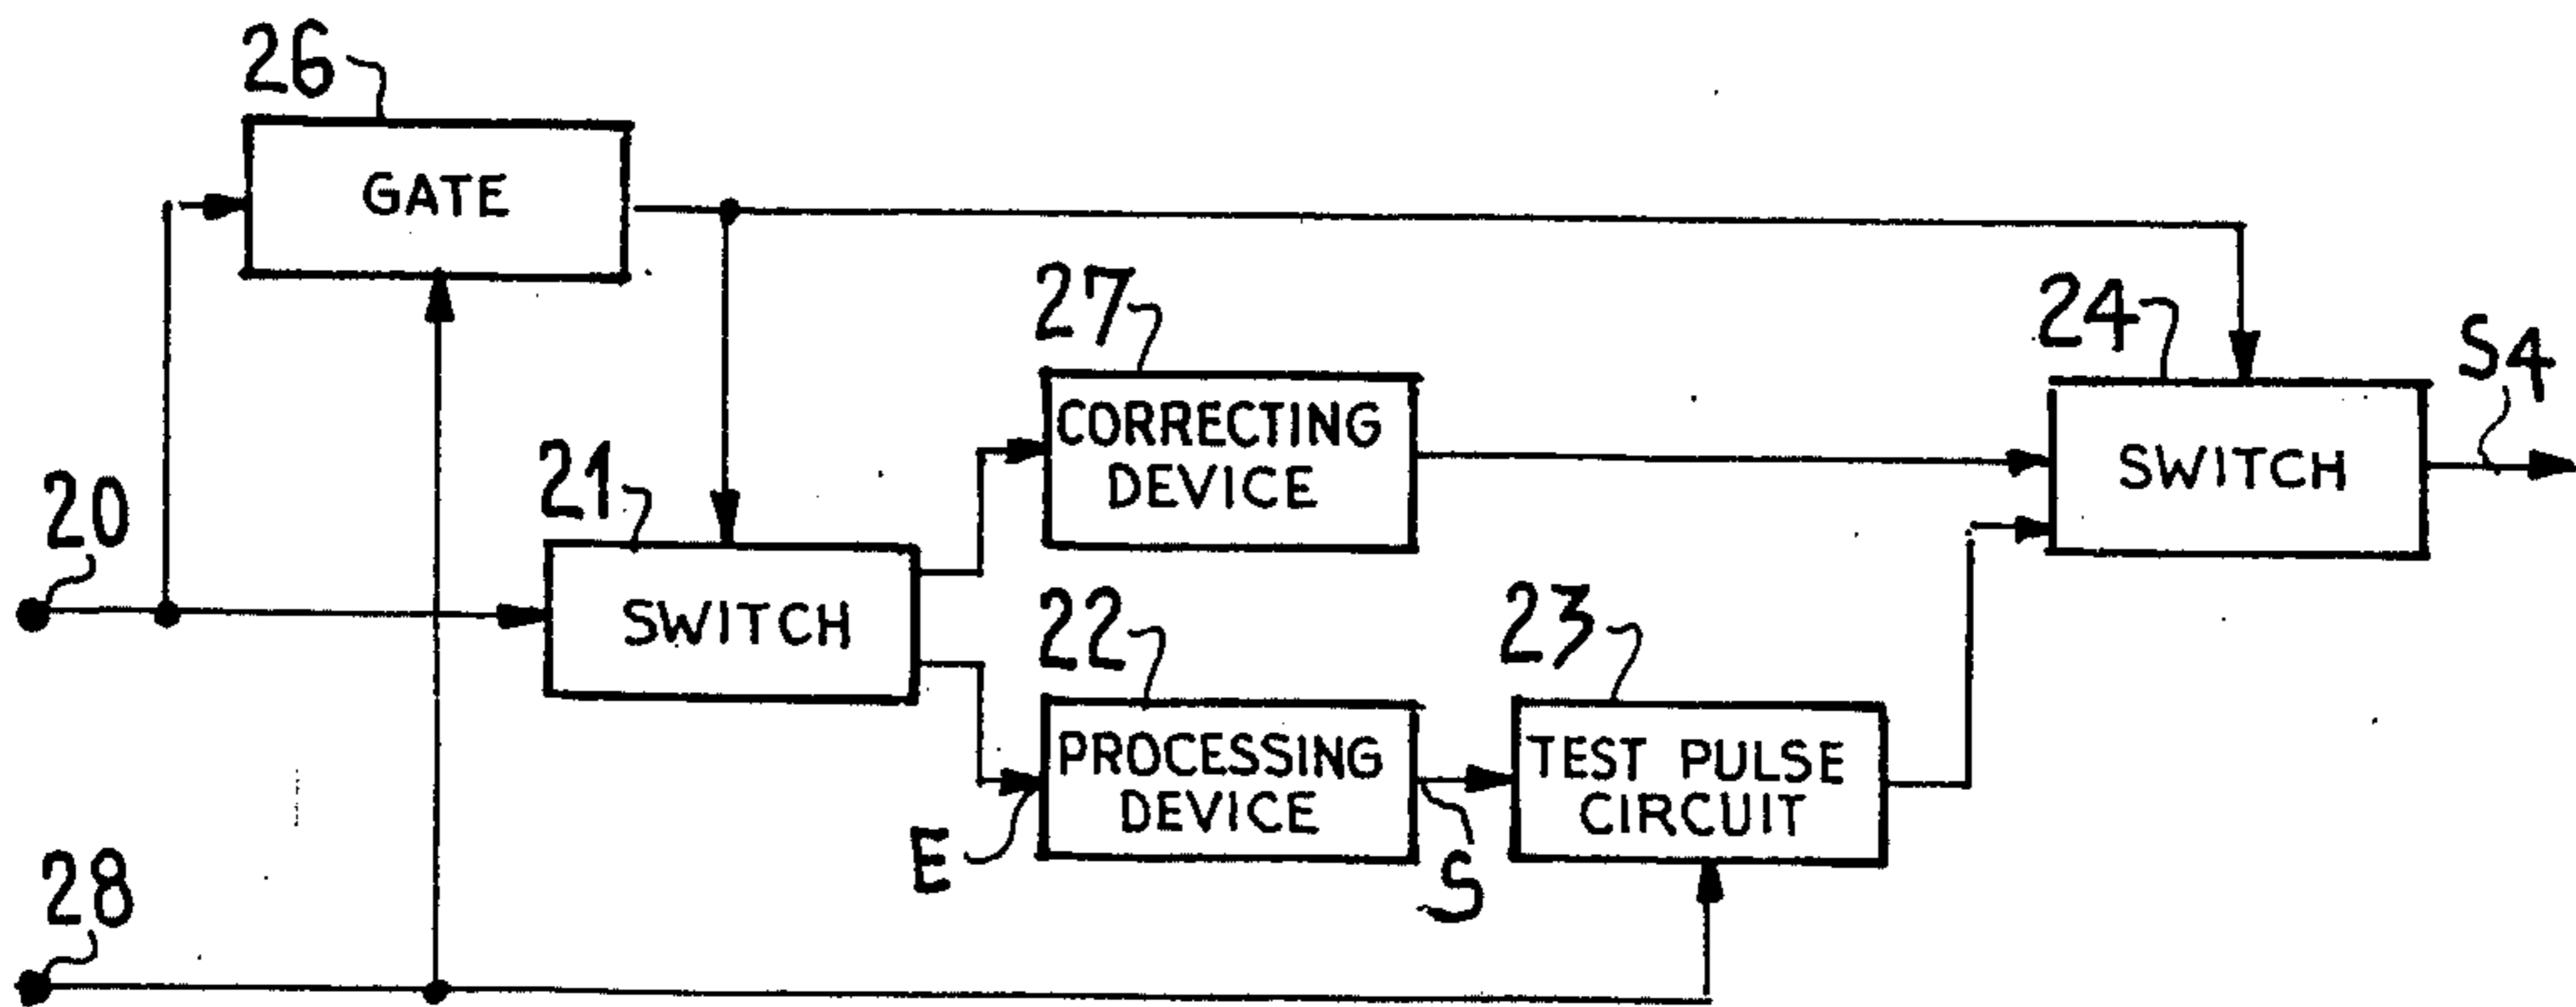 26
GATE
27
24
S4
CORRECTING
DEVICE
SWITCH
21
20
SWITCH
22
23
PROCESSING
DEVICE
TEST PULSE
CIRCUIT
E
S
28